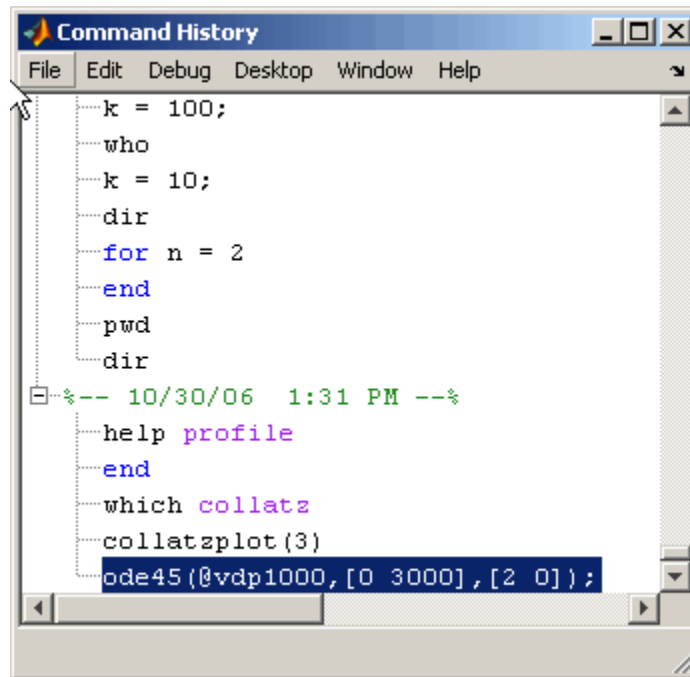 Command History
File Edit Debug Desktop Window Help
k = 100;
who
k = 10;
dir
for n = 2
end
pwd
dir
%-- 10/30/06  1:31 PM --%
help profile
end
which collatz
collatzplot(3)
ode45(@vdp1000,[0 3000],[2 0]);